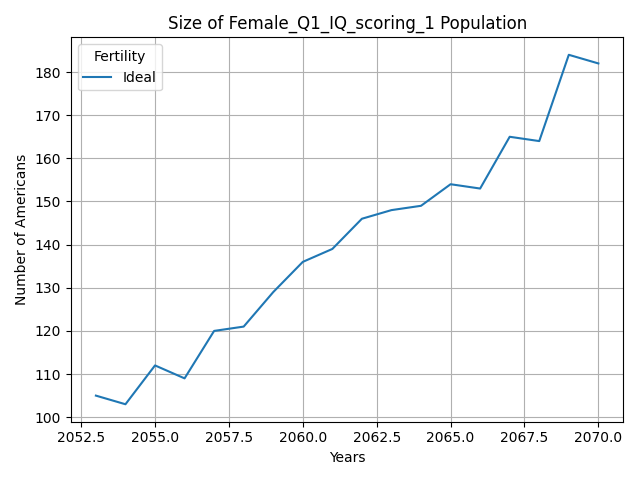 Size of Female_Q1_IQ_scoring_1 Population
Fertility
Ideal
Number of Americans
180
170
160
150
140
130
120
110
100
2052.5 2055.0 2057.5 2060.0 2062.5 2065.0 2067.5 2070.0
Years